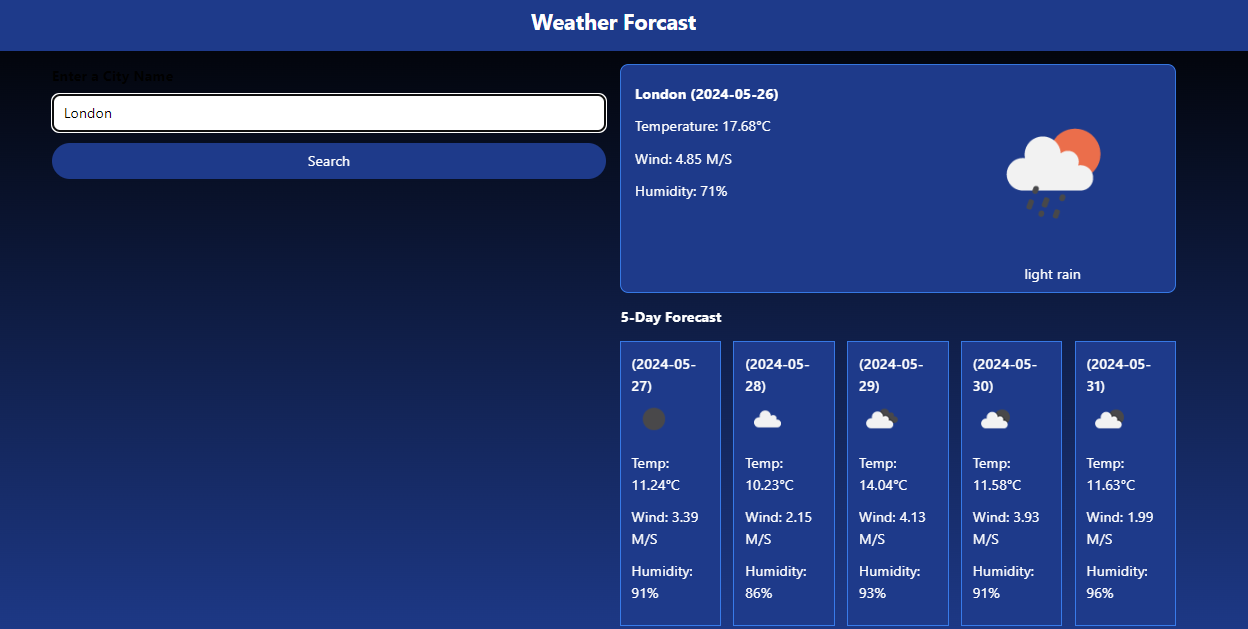 Weather Forcast
Enter a City Name
London
Search
London (2024-05-26)
Temperature: 17.68°C
Wind: 4.85 M/S
Humidity: 71%
light rain
5-Day Forecast
(2024-05-
27)
Temp:
11.24°C
Wind: 3.39
M/S
Humidity:
91%
(2024-05-
28)
Temp:
10.23°C
Wind: 2.15
M/S
Humidity:
86%
(2024-05-
29)
Temp:
14.04°C
Wind: 4.13
M/S
Humidity:
93%
(2024-05-
30)
Temp:
11.58°C
Wind: 3.93
M/S
Humidity:
91%
(2024-05-
31)
Temp:
11.63°C
Wind: 1.99
M/S
Humidity:
96%